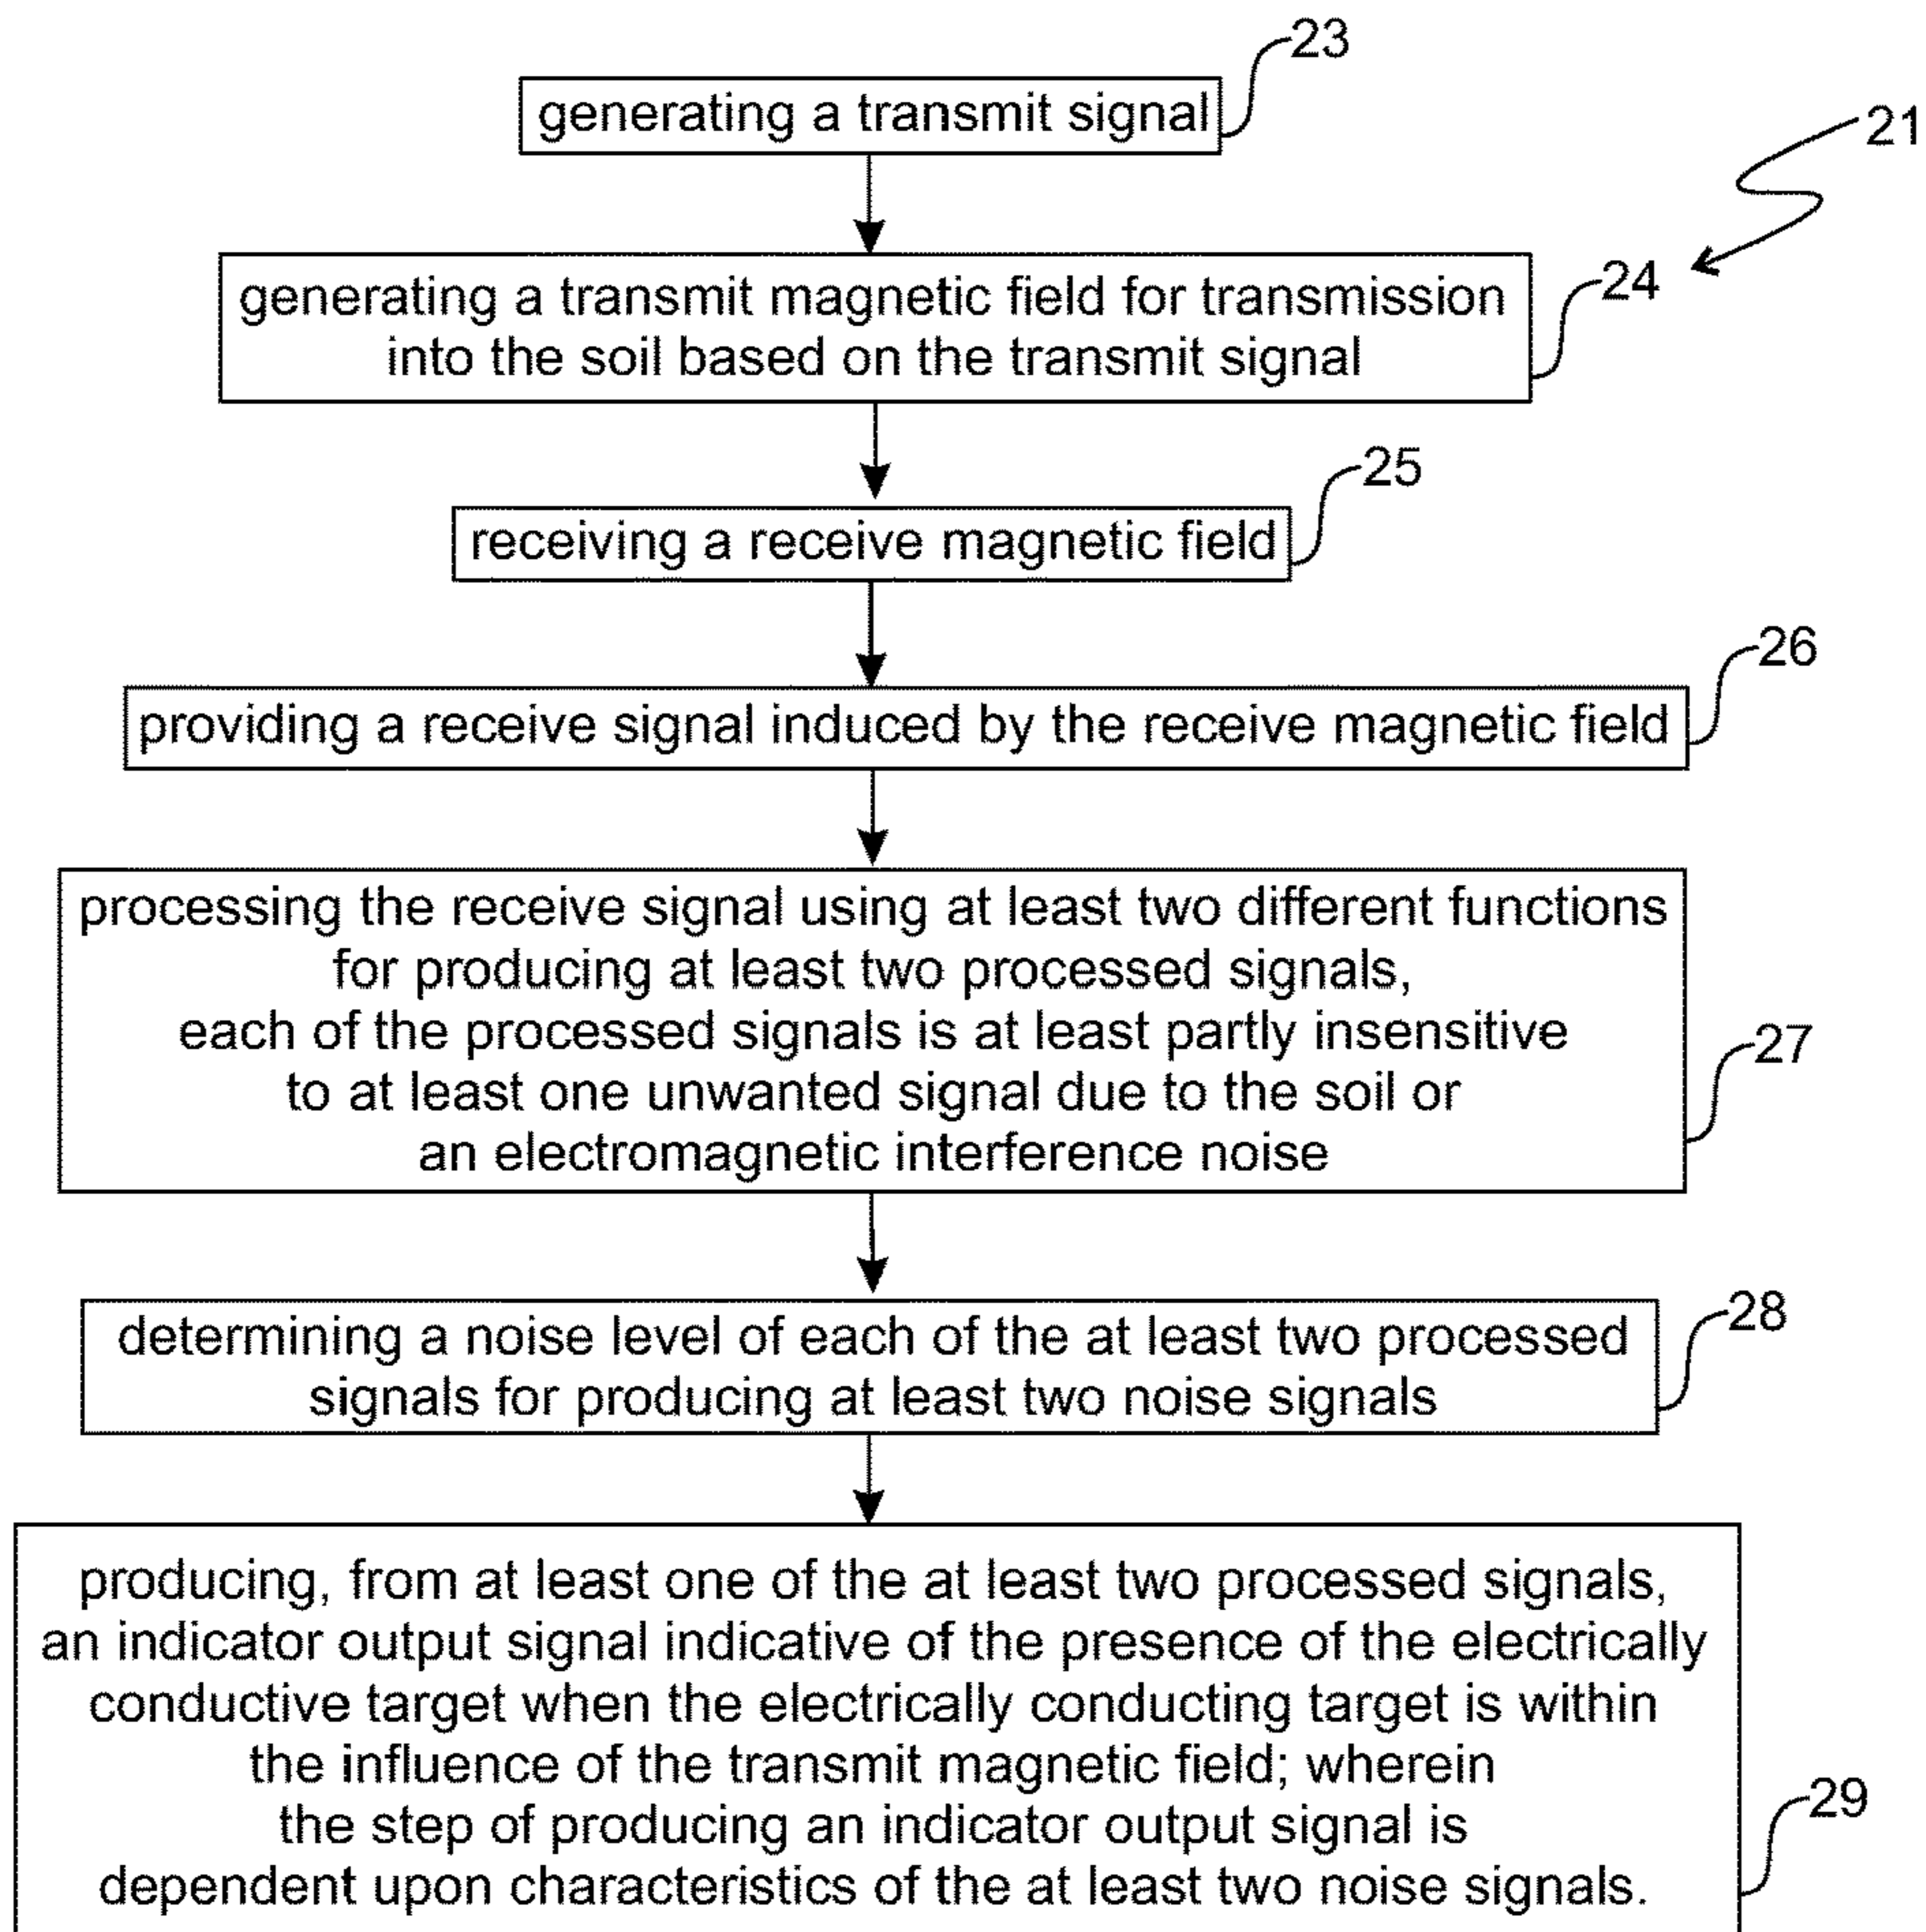 23
generating a transmit signal
21
24
generating a transmit magnetic field for transmission
into the soil based on the transmit signal
25
receiving a receive magnetic field
26
providing a receive signal induced by the receive magnetic field
processing the receive signal using at least two different functions
for producing at least two processed signals,
each of the processed signals is at least partly insensitive
27
to at least one unwanted signal due to the soil or
an electromagnetic interference noise
28
determining a noise level of each of the at least two processed
signals for producing at least two noise signals
producing, from at least one of the at least two processed signals,
an indicator output signal indicative of the presence of the electrically
conductive target when the electrically conducting target is within
the influence of the transmit magnetic field; wherein
29
the step of producing an indicator output signal is
dependent upon characteristics of the at least two noise signals.